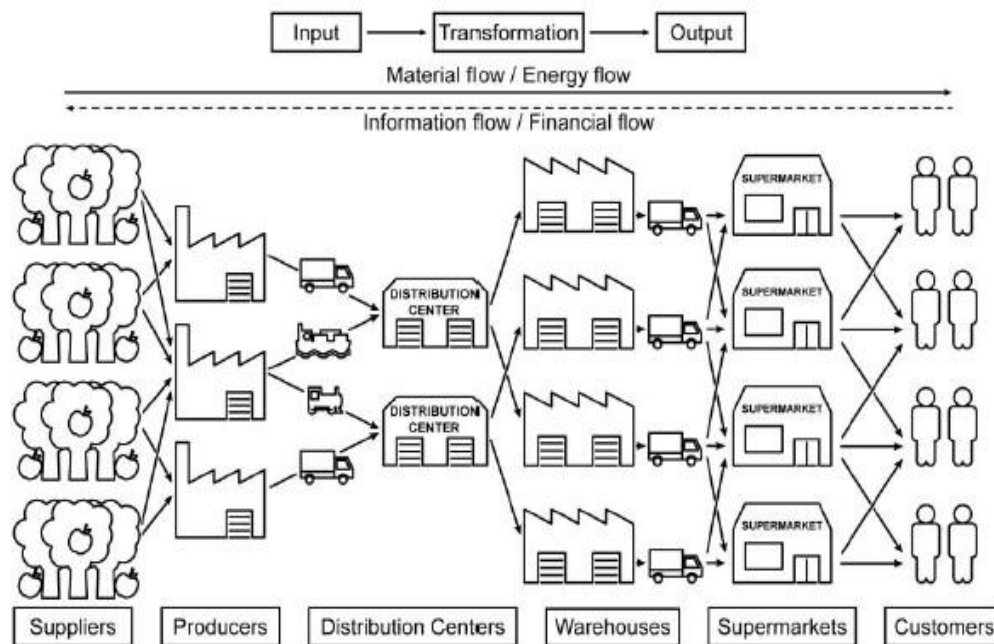 Input Transformation Output
Material flow / Energy flow
Information flow / Financial flow
SUPERMARKET
DISTRIBUTION
CENTER
SUPERMARKET
DISTRIBUTION
CENTER
SUPERMARKET
SUPERMARKET
Suppliers Producers Distribution Centers Warehouses Supermarkets Customers